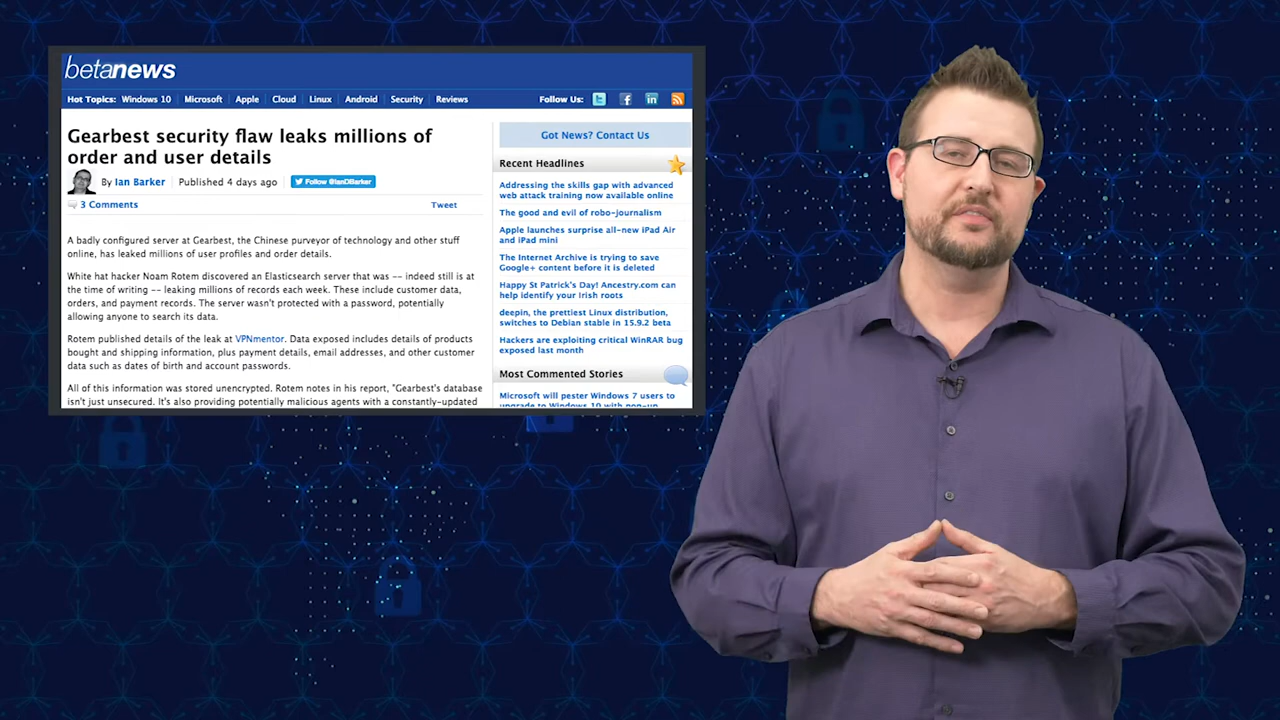 betanews
Hot Topics: Windows 10 Microsoft Apple Cloud Linux Android Security Reviews Follow Us:
Gearbest security flaw leaks millions of
order and user details
By Ian Barker Published 4 days ago Follow @IanDBarker
3 Comments Tweet
A badly configured server at Gearbest, the Chinese purveyor of technology and other stuff
online, has leaked millions of user profiles and order details.
White hat hacker Noam Rotem discovered an Elasticsearch server that was -- indeed still is at
the time of writing -- leaking millions of records each week. These include customer data,
orders, and payment records. The server wasn't protected with a password, potentially
allowing anyone to search its data.
Rotem published details of the leak at VPNmentor. Data exposed includes details of products
bought and shipping information, plus payment details, email addresses, and other customer
data such as dates of birth and account passwords.
All of this information was stored unencrypted. Rotem notes in his report, "Gearbest's database
isn't just unsecured. It's also providing potentially malicious agents with a constantly-updated
Got News? Contact Us
Recent Headlines
Addressing the skills gap with advanced
web attack training now available online
The good and evil of robo-journalism
Apple launches surprise all-new iPad Air
and iPad mini
The Internet Archive is trying to save
Google+ content before it is deleted
Happy St Patrick's Day! Ancestry.com can
help identify your Irish roots
deepin, the prettiest Linux distribution,
switches to Debian stable in 15.9.2 beta
Hackers are exploiting critical WinRAR bug
exposed last month
Most Commented Stories
Microsoft will pester Windows 7 users to
upgrade to Windows 10 with pop-up